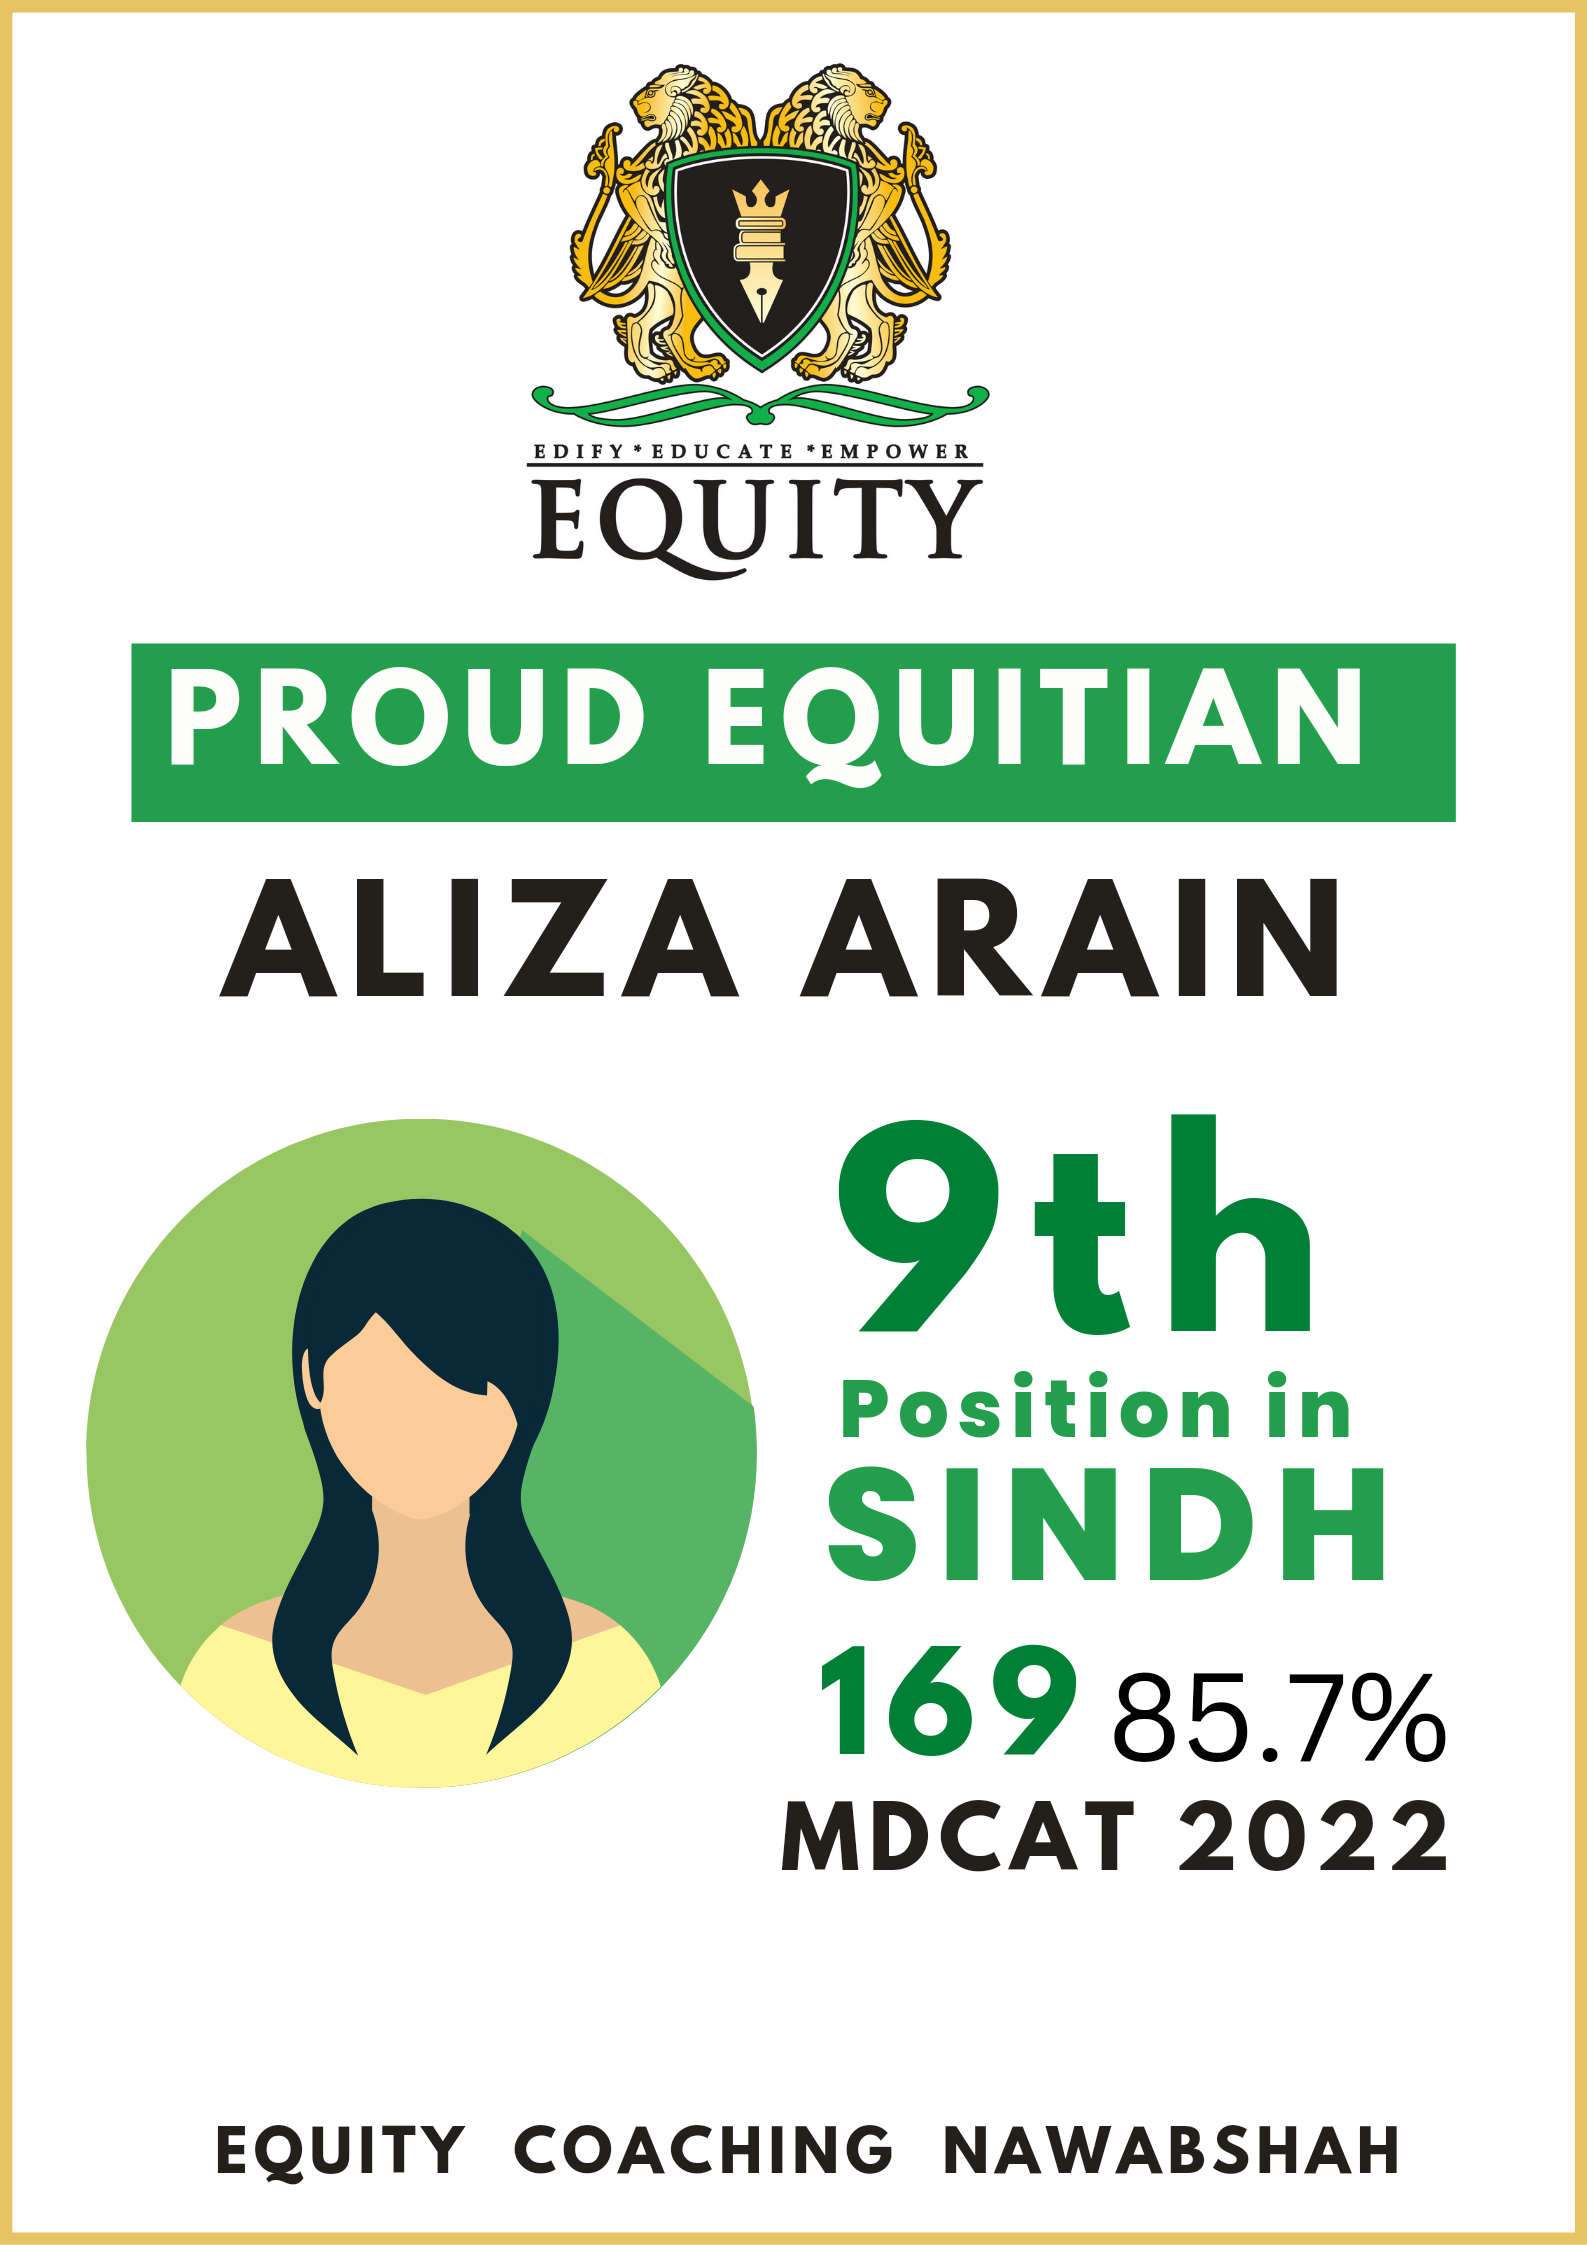 EDIFY * EDUCATE * EMPOWER
EQUITY
PROUD EQUITIAN
ALIZA ARAIN
9th
Position in
SINDH
169 85.7%
MDCAT 2022
EQUITY COACHING NAWABSHAH